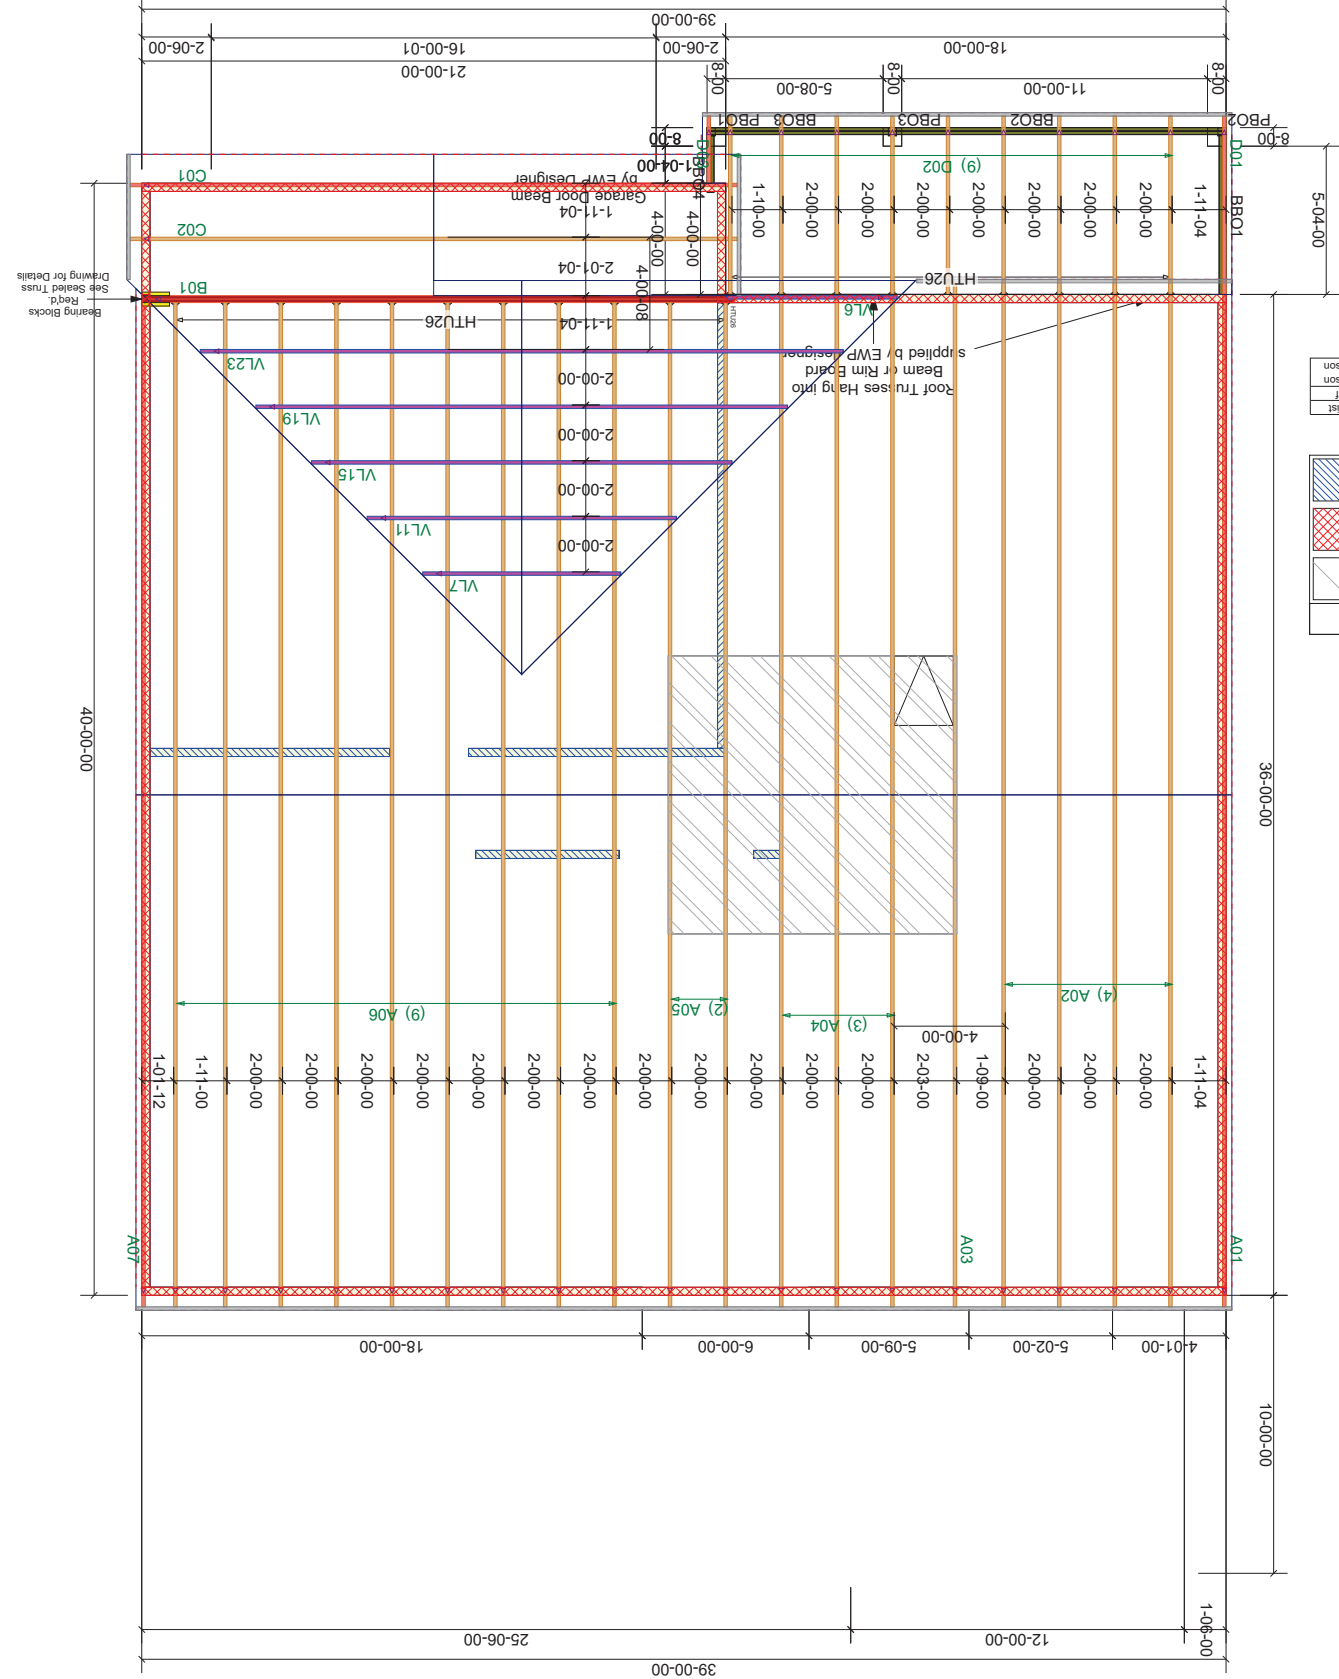 39-00-00
1-06-00
12-00-00
25-06-00
10-00-00
4-01-00
5-02-00
5-09-00
6-00-00
18-00-00
A01
A03
A07
1-11-04
2-00-00
2-00-00
2-00-00
1-09-00
2-03-00
2-00-00
2-00-00
2-00-00
2-00-00
2-00-00
2-00-00
2-00-00
2-00-00
2-00-00
2-00-00
2-00-00
1-11-00
1-01-12
4-00-00
(4) A02
(3) A04
(2) A05
(9) A06
36-00-00
40-00-00
VL7
2-00-00
VL11
2-00-00
VL15
2-00-00
VL19
2-00-00
VL23
Roof Trusses Hang into
Beam or Rim Board
supplied by EWP designer
VL6
HTU26
HTU26
HTU26
1-11-04
4-00-08
B01
Bearing Blocks
Req'd.
See Sealed Truss
Drawing for Details
2-01-04
C02
1-11-04
4-00-00
4-00-00
Garage Door Beam
by EWP Designer
C01
1-04-00
5-04-00
BBO1
BBO4
1-11-04
2-00-00
2-00-00
2-00-00
2-00-00
2-00-00
2-00-00
2-00-00
1-10-00
(9) D02
D01
8-00
8-00
PBO2
BBO2
PBO3
BBO3
PBO1
8-00
11-00-00
8-00
5-08-00
8-00
21-00-00
18-00-00
2-06-00
16-00-01
2-06-00
39-00-00